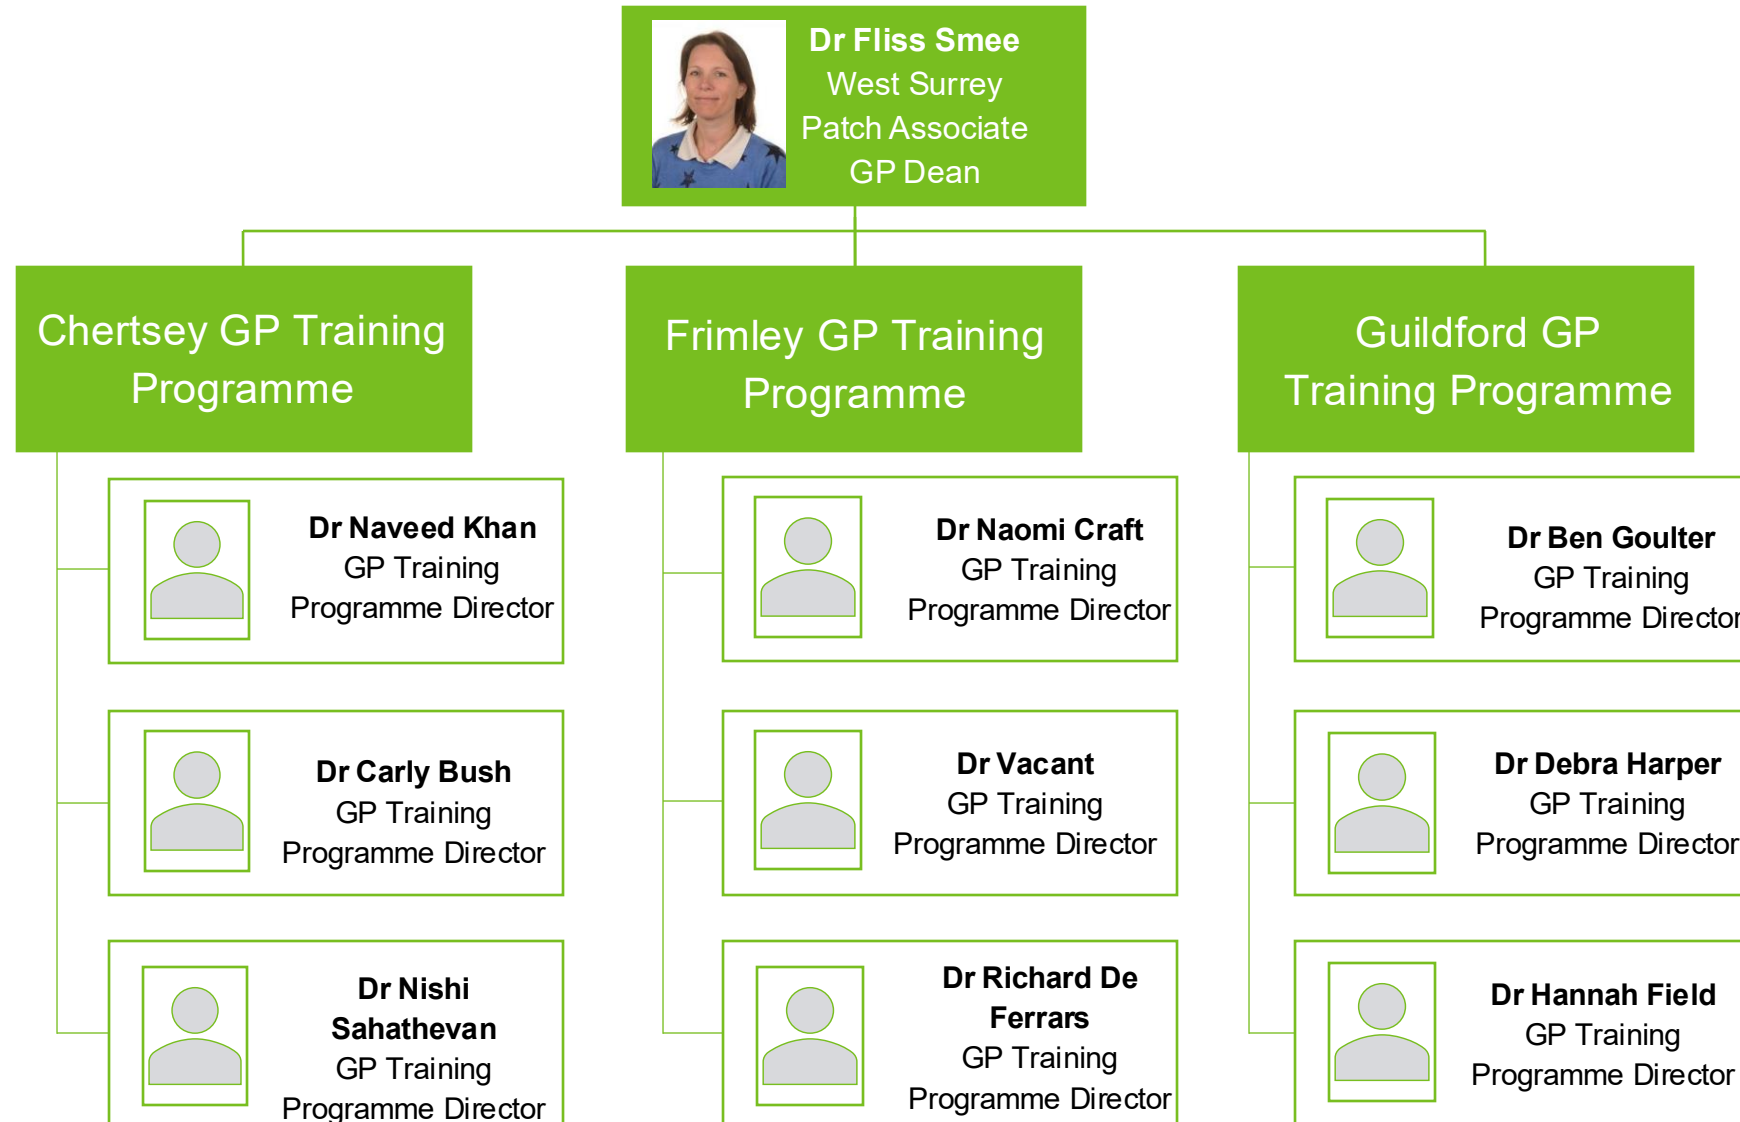 Dr Fliss Smee
West Surrey
Patch Associate
GP Dean
Chertsey GP Training
Programme
Frimley GP Training
Programme
Guildford GP
Training Programme
Dr Naveed Khan
GP Training
Programme Director
Dr Naomi Craft
GP Training
Programme Director
Dr Ben Goulter
GP Training
Programme Director
Dr Carly Bush
GP Training
Programme Director
Dr Vacant
GP Training
Programme Director
Dr Debra Harper
GP Training
Programme Director
Dr Nishi
Sahathevan
GP Training
Programme Director
Dr Richard De
Ferrars
GP Training
Programme Director
Dr Hannah Field
GP Training
Programme Director